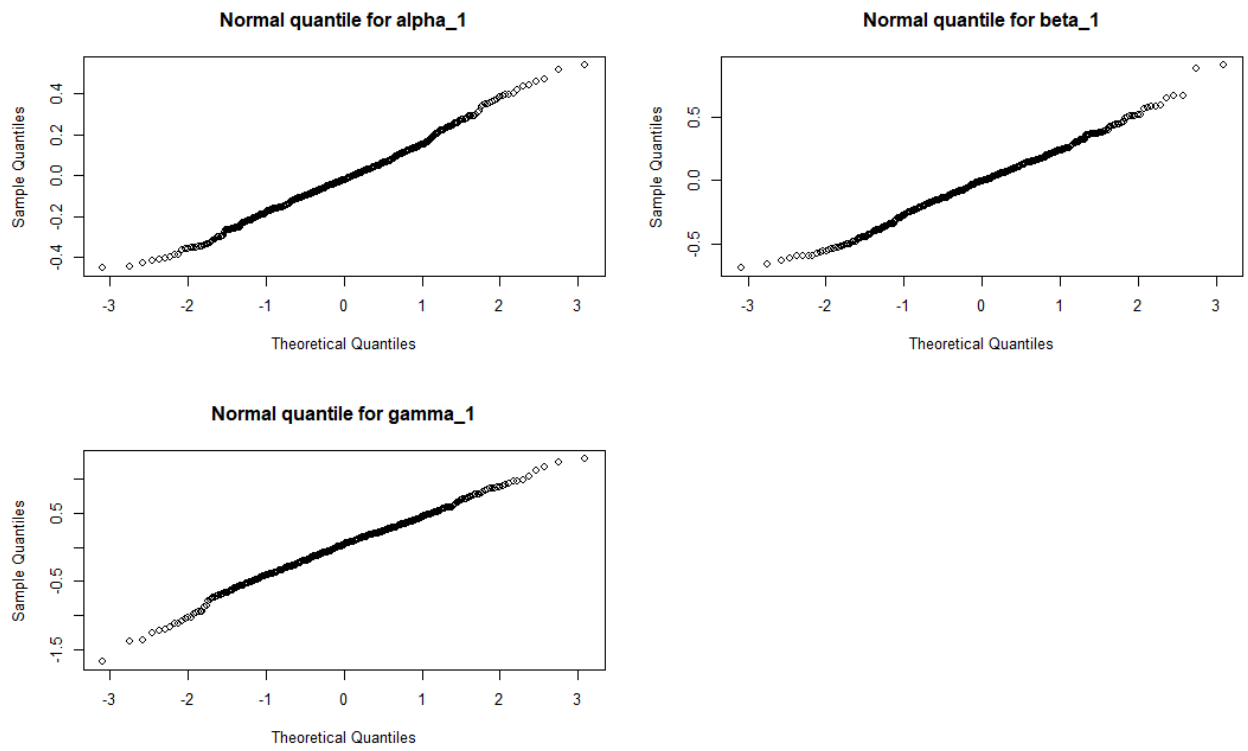 Normal quantile for alpha_1
Sample Quantiles
0.4
0.2
0.0
-0.2
-0.4
-3 -2 -1 0 1 2 3
Theoretical Quantiles
Normal quantile for beta_1
Sample Quantiles
0.5
0.0
-0.5
-3 -2 -1 0 1 2 3
Theoretical Quantiles
Normal quantile for gamma_1
Sample Quantiles
0.5
-0.5
-1.5
-3 -2 -1 0 1 2 3
Theoretical Quantiles